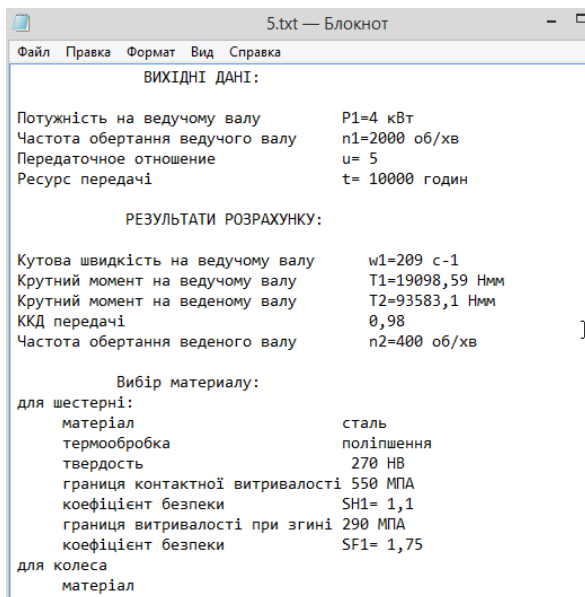 5.txt — Блокнот
Файл Правка Формат Вид Справка
ВИХІДНІ ДАНІ:
Потужність на ведучому валу P1=4 кВт
Частота обертання ведучого валу n1=2000 об/хв
Передаточное отношение u= 5
Ресурс передачі t= 10000 годин
РЕЗУЛЬТАТИ РОЗРАХУНКУ:
Кутова швидкість на ведучому валу w1=209 с-1
Крутний момент на ведучому валу T1=19098,59 Нмм
Крутний момент на веденому валу T2=93583,1 Нмм
ККД передачі 0,98
Частота обертання веденого валу n2=400 об/хв
Вибір материалу:
для шестерні:
матеріал сталь
термообробка поліпшення
твердость 270 НВ
границя контактної витривалості 550 МПА
коефіцієнт безпеки SH1= 1,1
границя витривалості при згині 290 МПА
коефіцієнт безпеки SF1= 1,75
для колеса
матеріал